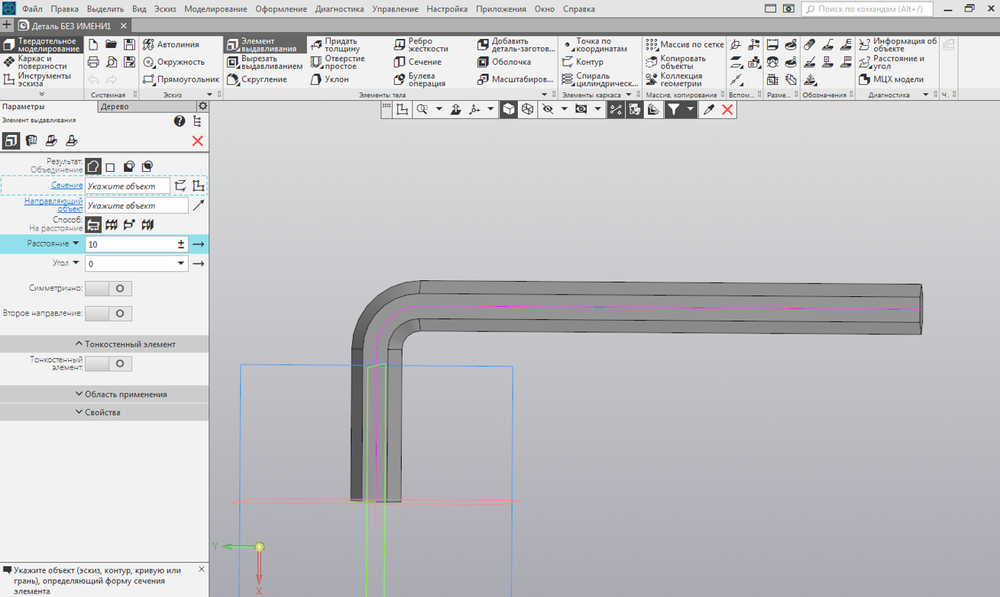 Файл Правка Выделить Вид Эскиз Моделирование Оформление Диагностика Управление Настройка Приложения Окно Справка
Поиск по командам (Alt+/)
Деталь БЕЗ ИМЕНИ1
Твердотельное моделирование
Каркас и поверхности
Инструменты эскиза
Системная
Автолиния
Окружность
Прямоугольник
Эскиз
Элемент выдавливания
Вырезать выдавливанием
Скругление
Придать толщину
Отверстие простое
Уклон
Ребро жесткости
Сечение
Булева операция
Добавить деталь-заготов...
Оболочка
Масштабиров...
Элементы тела
Точка по координатам
Контур
Спираль цилиндрическ...
Элементы каркаса
Массив по сетке
Копировать объекты
Коллекция геометрии
Массив, копирование
Вспом...
Разме...
Обозначения
Информация об объекте
Расстояние и угол
МЦХ модели
Диагностика
Ч.
Параметры
Дерево
Элемент выдавливания
Результат:
Объединение
Сечение
Укажите объект
Направляющий
объект
Укажите объект
Способ:
На расстояние
Расстояние
10
Угол
0
Симметрично:
Второе направление:
Тонкостенный элемент
Тонкостенный
элемент:
Область применения
Свойства
Y
X
Укажите объект (эскиз, контур, кривую или
грань), определяющий форму сечения
элемента